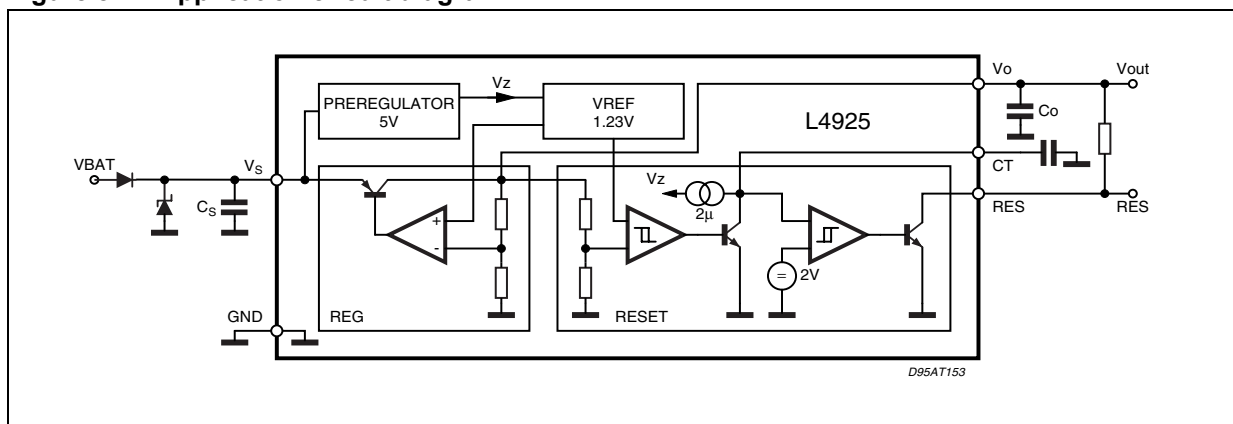 Vo
Vout
PREREGULATOR
5V
Vz
VREF
1.23V
L4925
Co
VBAT
VS
CS
CT
Vz
2μ
RES
RES
+
-
=
2V
GND
REG
RESET
D95AT153